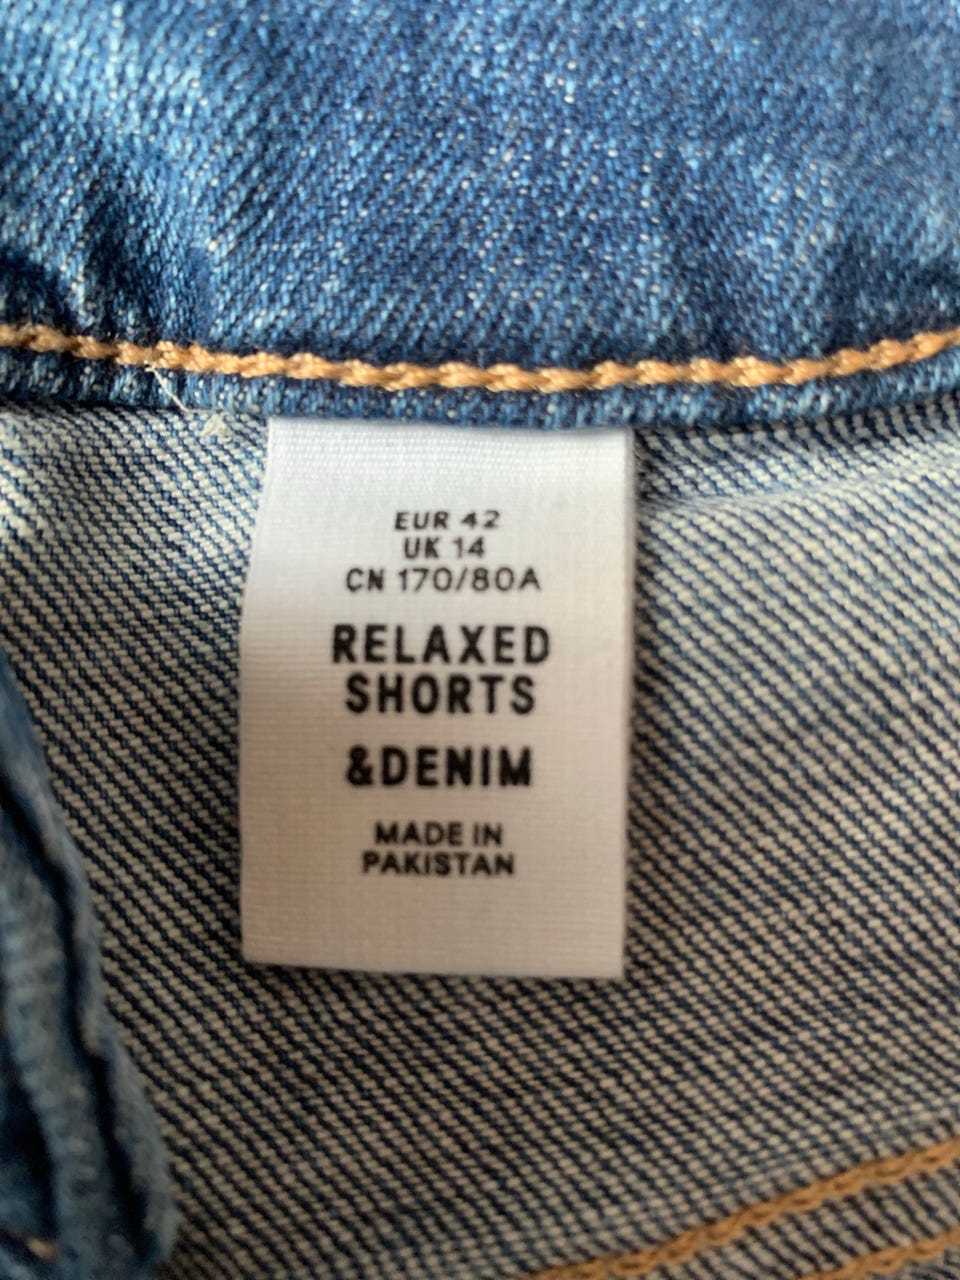 EUR 42
UK 14
CN 170/80A
RELAXED
SHORTS
&DENIM
MADE IN
PAKISTAN